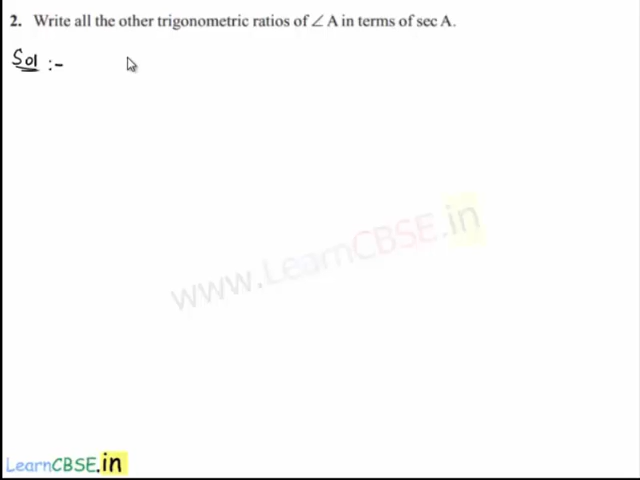 2. Write all the other trigonometric ratios of ∠ A in terms of sec A.
Sol :-
www.LearnCBSE.in
LearnCBSE.in